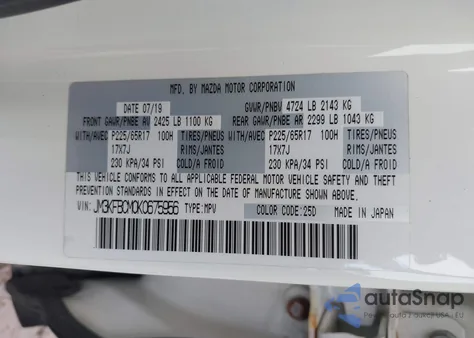 MFD. BY MAZDA MOTOR CORPORATION
DATE 07/19 GVWR/PNBV 4724 LB 2143 KG
FRONT GAWR/PNBE AV 2425 LB 1100 KG REAR GAWR/PNBE AR 2299 LB 1043 KG
WITH/AVEC P225/65R17 100H TIRES/PNEUS WITH/AVEC P225/65R17 100H TIRES/PNEUS
17X7J RIMS/JANTES 17X7J RIMS/JANTES
230 KPA/34 PSI COLD/A FROID 230 KPA/34 PSI COLD/A FROID
THIS VEHICLE CONFORMS TO ALL APPLICABLE FEDERAL MOTOR VEHICLE SAFETY
AND THEFT PREVENTION STANDARDS IN EFFECT ON THE DATE OF MANUFACTURE SHOWN ABOVE.
VIN: JM3KFBCM0K0675956 TYPE:MPV COLOR CODE:25D MADE IN JAPAN
autoSnap